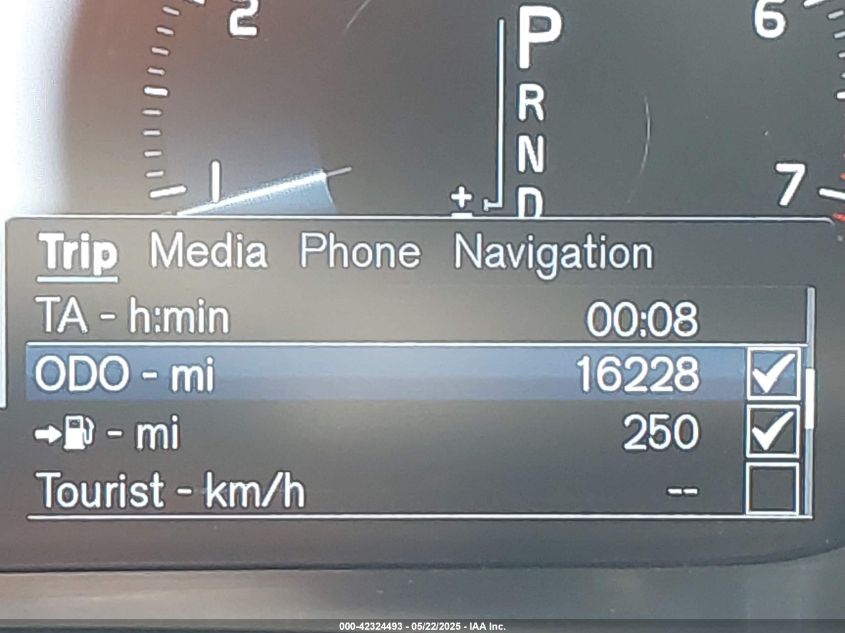 2
P
6
R
N
1
7
+
D
Trip Media Phone Navigation
TA - h:min 00:08
ODO - mi 16228
➔⛽ - mi 250
Tourist - km/h --
000-42324493 - 05/22/2025 - IAA Inc.